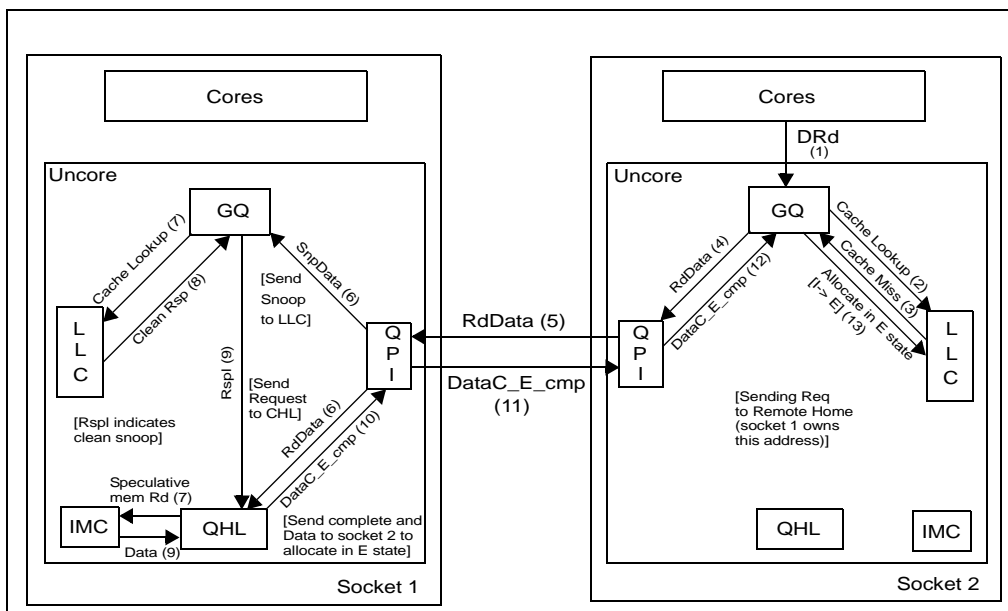 Cores
Uncore
GQ
Cache Lookup (7)
Clean Rsp (8)
SnpData (6)
[Send
Snoop
to LLC]
L
L
C
Q
P
I
RspI (9)
[Send
Request
to CHL]
[RspI indicates
clean snoop]
RdData (6)
DataC_E_cmp (10)
Speculative
mem Rd (7)
IMC
QHL
Data (9)
[Send complete and
Data to socket 2 to
allocate in E state]
Socket 1
RdData (5)
DataC_E_cmp
(11)
Cores
DRd
(1)
Uncore
GQ
RdData (4)
DataC_E_cmp (12)
Cache Lookup (2)
Cache Miss (3)
Allocate in E state
[I-> E] (13)
Q
P
I
L
L
C
[Sending Req
to Remote Home
(socket 1 owns
this address)]
QHL
IMC
Socket 2